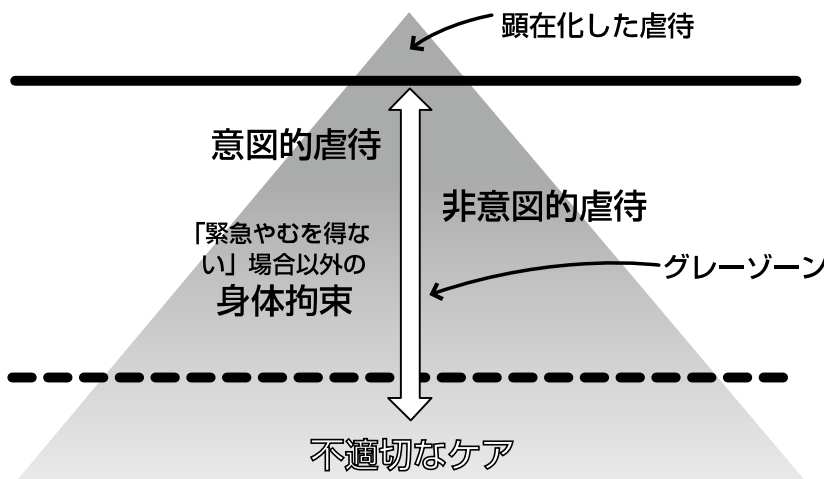 顕在化した虐待
意図的虐待
非意図的虐待
「緊急やむを得な
い」場合以外の
身体拘束
グレーゾーン
不適切なケア